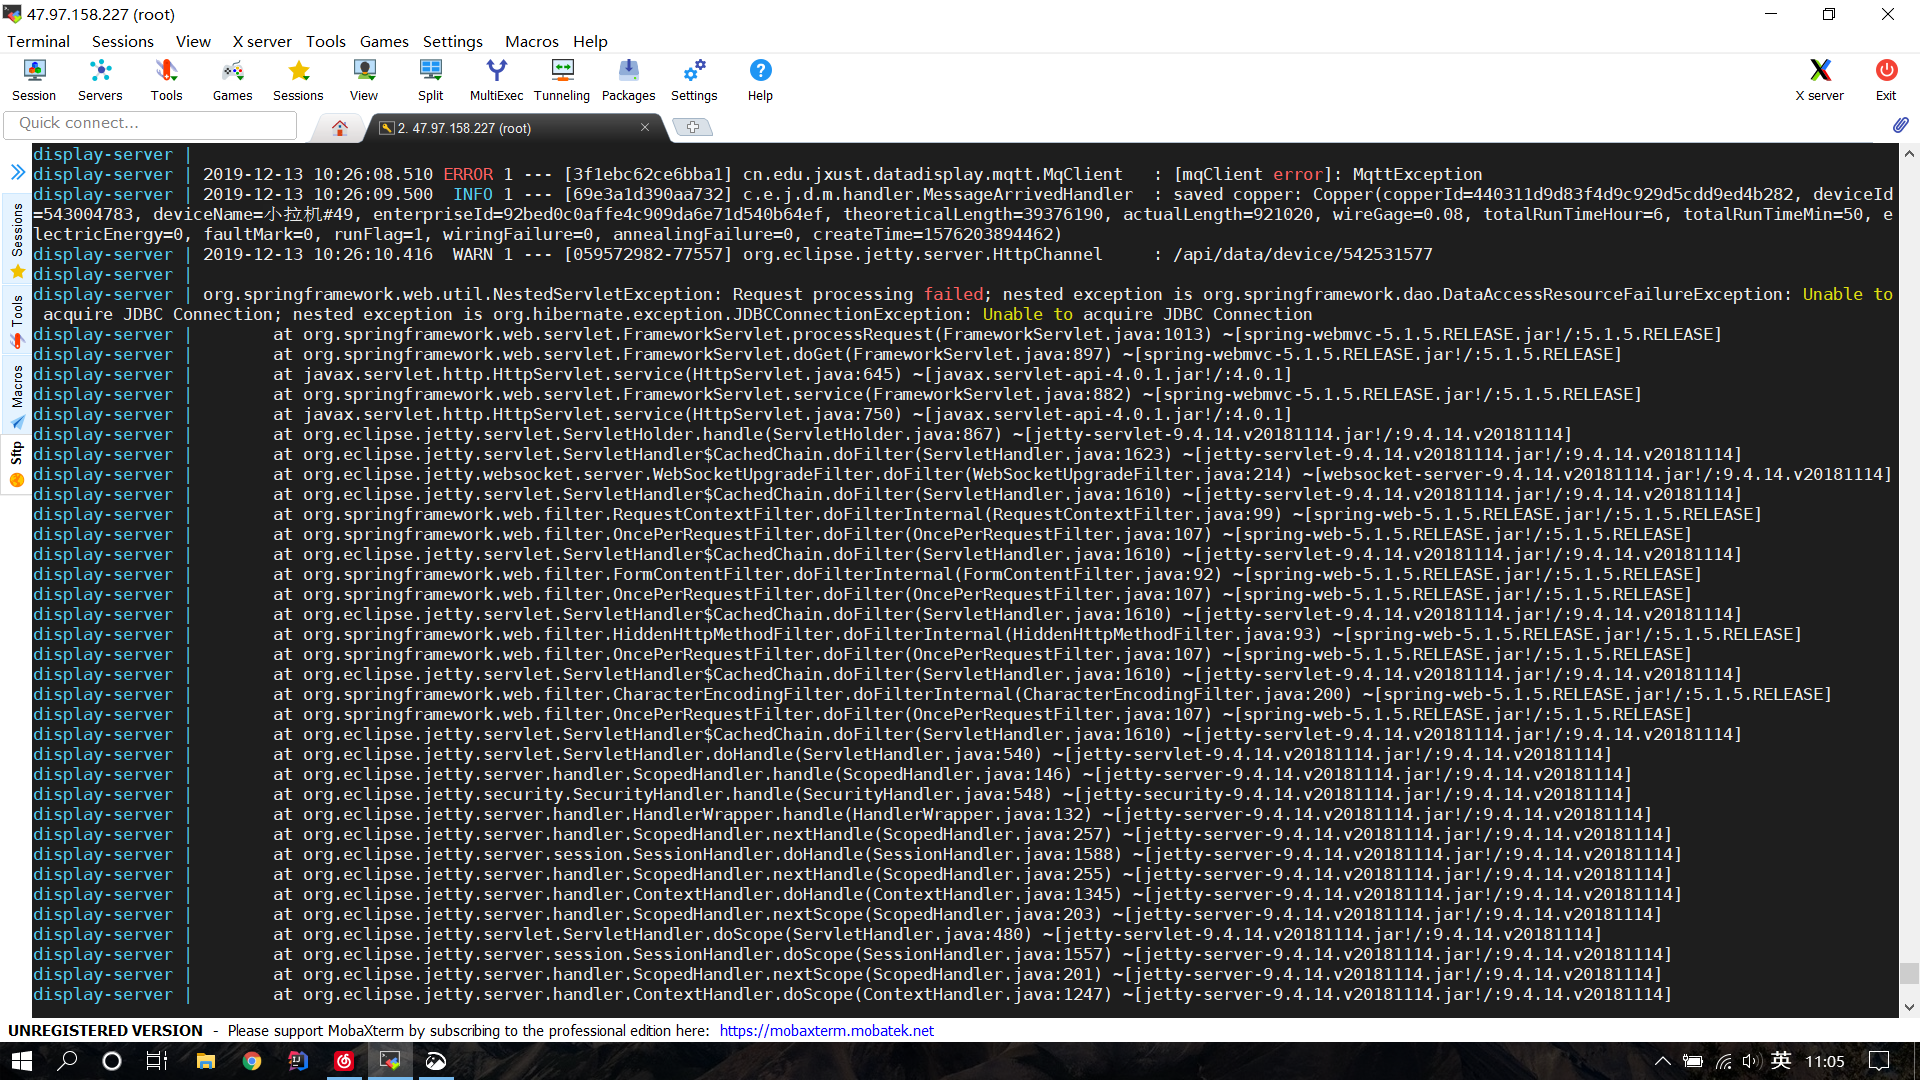 47.97.158.227 (root)
Terminal Sessions View X server Tools Games Settings Macros Help
Session Servers Tools Games Sessions View Split MultiExec Tunneling Packages Settings Help X server Exit
Quick connect...
2. 47.97.158.227 (root)
Sessions
Tools
Macros
Sftp
display-server |
display-server | 2019-12-13 10:26:08.510 ERROR 1 --- [3f1ebc62ce6bba1] cn.edu.jxust.datadisplay.mqtt.MqClient : [mqClient error]: MqttException
display-server | 2019-12-13 10:26:09.500 INFO 1 --- [69e3a1d390aa732] c.e.j.d.m.handler.MessageArrivedHandler : saved copper: Copper(copperId=440311d9d83f4d9c929d5cdd9ed4b282, deviceId
=543004783, deviceName=小拉机#49, enterpriseId=92bed0c0affe4c909da6e71d540b64ef, theoreticalLength=39376190, actualLength=921020, wireGage=0.08, totalRunTimeHour=6, totalRunTimeMin=50, e
lectricEnergy=0, faultMark=0, runFlag=1, wiringFailure=0, annealingFailure=0, createTime=1576203894462)
display-server | 2019-12-13 10:26:10.416 WARN 1 --- [059572982-77557] org.eclipse.jetty.server.HttpChannel : /api/data/device/542531577
display-server |
display-server | org.springframework.web.util.NestedServletException: Request processing failed; nested exception is org.springframework.dao.DataAccessResourceFailureException: Unable to
acquire JDBC Connection; nested exception is org.hibernate.exception.JDBCConnectionException: Unable to acquire JDBC Connection
display-server | at org.springframework.web.servlet.FrameworkServlet.processRequest(FrameworkServlet.java:1013) ~[spring-webmvc-5.1.5.RELEASE.jar!/:5.1.5.RELEASE]
display-server | at org.springframework.web.servlet.FrameworkServlet.doGet(FrameworkServlet.java:897) ~[spring-webmvc-5.1.5.RELEASE.jar!/:5.1.5.RELEASE]
display-server | at javax.servlet.http.HttpServlet.service(HttpServlet.java:645) ~[javax.servlet-api-4.0.1.jar!/:4.0.1]
display-server | at org.springframework.web.servlet.FrameworkServlet.service(FrameworkServlet.java:882) ~[spring-webmvc-5.1.5.RELEASE.jar!/:5.1.5.RELEASE]
display-server | at javax.servlet.http.HttpServlet.service(HttpServlet.java:750) ~[javax.servlet-api-4.0.1.jar!/:4.0.1]
display-server | at org.eclipse.jetty.servlet.ServletHolder.handle(ServletHolder.java:867) ~[jetty-servlet-9.4.14.v20181114.jar!/:9.4.14.v20181114]
display-server | at org.eclipse.jetty.servlet.ServletHandler$CachedChain.doFilter(ServletHandler.java:1623) ~[jetty-servlet-9.4.14.v20181114.jar!/:9.4.14.v20181114]
display-server | at org.eclipse.jetty.websocket.server.WebSocketUpgradeFilter.doFilter(WebSocketUpgradeFilter.java:214) ~[websocket-server-9.4.14.v20181114.jar!/:9.4.14.v20181114]
display-server | at org.eclipse.jetty.servlet.ServletHandler$CachedChain.doFilter(ServletHandler.java:1610) ~[jetty-servlet-9.4.14.v20181114.jar!/:9.4.14.v20181114]
display-server | at org.springframework.web.filter.RequestContextFilter.doFilterInternal(RequestContextFilter.java:99) ~[spring-web-5.1.5.RELEASE.jar!/:5.1.5.RELEASE]
display-server | at org.springframework.web.filter.OncePerRequestFilter.doFilter(OncePerRequestFilter.java:107) ~[spring-web-5.1.5.RELEASE.jar!/:5.1.5.RELEASE]
display-server | at org.eclipse.jetty.servlet.ServletHandler$CachedChain.doFilter(ServletHandler.java:1610) ~[jetty-servlet-9.4.14.v20181114.jar!/:9.4.14.v20181114]
display-server | at org.springframework.web.filter.FormContentFilter.doFilterInternal(FormContentFilter.java:92) ~[spring-web-5.1.5.RELEASE.jar!/:5.1.5.RELEASE]
display-server | at org.springframework.web.filter.OncePerRequestFilter.doFilter(OncePerRequestFilter.java:107) ~[spring-web-5.1.5.RELEASE.jar!/:5.1.5.RELEASE]
display-server | at org.eclipse.jetty.servlet.ServletHandler$CachedChain.doFilter(ServletHandler.java:1610) ~[jetty-servlet-9.4.14.v20181114.jar!/:9.4.14.v20181114]
display-server | at org.springframework.web.filter.HiddenHttpMethodFilter.doFilterInternal(HiddenHttpMethodFilter.java:93) ~[spring-web-5.1.5.RELEASE.jar!/:5.1.5.RELEASE]
display-server | at org.springframework.web.filter.OncePerRequestFilter.doFilter(OncePerRequestFilter.java:107) ~[spring-web-5.1.5.RELEASE.jar!/:5.1.5.RELEASE]
display-server | at org.eclipse.jetty.servlet.ServletHandler$CachedChain.doFilter(ServletHandler.java:1610) ~[jetty-servlet-9.4.14.v20181114.jar!/:9.4.14.v20181114]
display-server | at org.springframework.web.filter.CharacterEncodingFilter.doFilterInternal(CharacterEncodingFilter.java:200) ~[spring-web-5.1.5.RELEASE.jar!/:5.1.5.RELEASE]
display-server | at org.springframework.web.filter.OncePerRequestFilter.doFilter(OncePerRequestFilter.java:107) ~[spring-web-5.1.5.RELEASE.jar!/:5.1.5.RELEASE]
display-server | at org.eclipse.jetty.servlet.ServletHandler$CachedChain.doFilter(ServletHandler.java:1610) ~[jetty-servlet-9.4.14.v20181114.jar!/:9.4.14.v20181114]
display-server | at org.eclipse.jetty.servlet.ServletHandler.doHandle(ServletHandler.java:540) ~[jetty-servlet-9.4.14.v20181114.jar!/:9.4.14.v20181114]
display-server | at org.eclipse.jetty.server.handler.ScopedHandler.handle(ScopedHandler.java:146) ~[jetty-server-9.4.14.v20181114.jar!/:9.4.14.v20181114]
display-server | at org.eclipse.jetty.security.SecurityHandler.handle(SecurityHandler.java:548) ~[jetty-security-9.4.14.v20181114.jar!/:9.4.14.v20181114]
display-server | at org.eclipse.jetty.server.handler.HandlerWrapper.handle(HandlerWrapper.java:132) ~[jetty-server-9.4.14.v20181114.jar!/:9.4.14.v20181114]
display-server | at org.eclipse.jetty.server.handler.ScopedHandler.nextHandle(ScopedHandler.java:257) ~[jetty-server-9.4.14.v20181114.jar!/:9.4.14.v20181114]
display-server | at org.eclipse.jetty.server.session.SessionHandler.doHandle(SessionHandler.java:1588) ~[jetty-server-9.4.14.v20181114.jar!/:9.4.14.v20181114]
display-server | at org.eclipse.jetty.server.handler.ScopedHandler.nextHandle(ScopedHandler.java:255) ~[jetty-server-9.4.14.v20181114.jar!/:9.4.14.v20181114]
display-server | at org.eclipse.jetty.server.handler.ContextHandler.doHandle(ContextHandler.java:1345) ~[jetty-server-9.4.14.v20181114.jar!/:9.4.14.v20181114]
display-server | at org.eclipse.jetty.server.handler.ScopedHandler.nextScope(ScopedHandler.java:203) ~[jetty-server-9.4.14.v20181114.jar!/:9.4.14.v20181114]
display-server | at org.eclipse.jetty.servlet.ServletHandler.doScope(ServletHandler.java:480) ~[jetty-servlet-9.4.14.v20181114.jar!/:9.4.14.v20181114]
display-server | at org.eclipse.jetty.server.session.SessionHandler.doScope(SessionHandler.java:1557) ~[jetty-server-9.4.14.v20181114.jar!/:9.4.14.v20181114]
display-server | at org.eclipse.jetty.server.handler.ScopedHandler.nextScope(ScopedHandler.java:201) ~[jetty-server-9.4.14.v20181114.jar!/:9.4.14.v20181114]
display-server | at org.eclipse.jetty.server.handler.ContextHandler.doScope(ContextHandler.java:1247) ~[jetty-server-9.4.14.v20181114.jar!/:9.4.14.v20181114]
UNREGISTERED VERSION - Please support MobaXterm by subscribing to the professional edition here: https://mobaxterm.mobatek.net
英 11:05